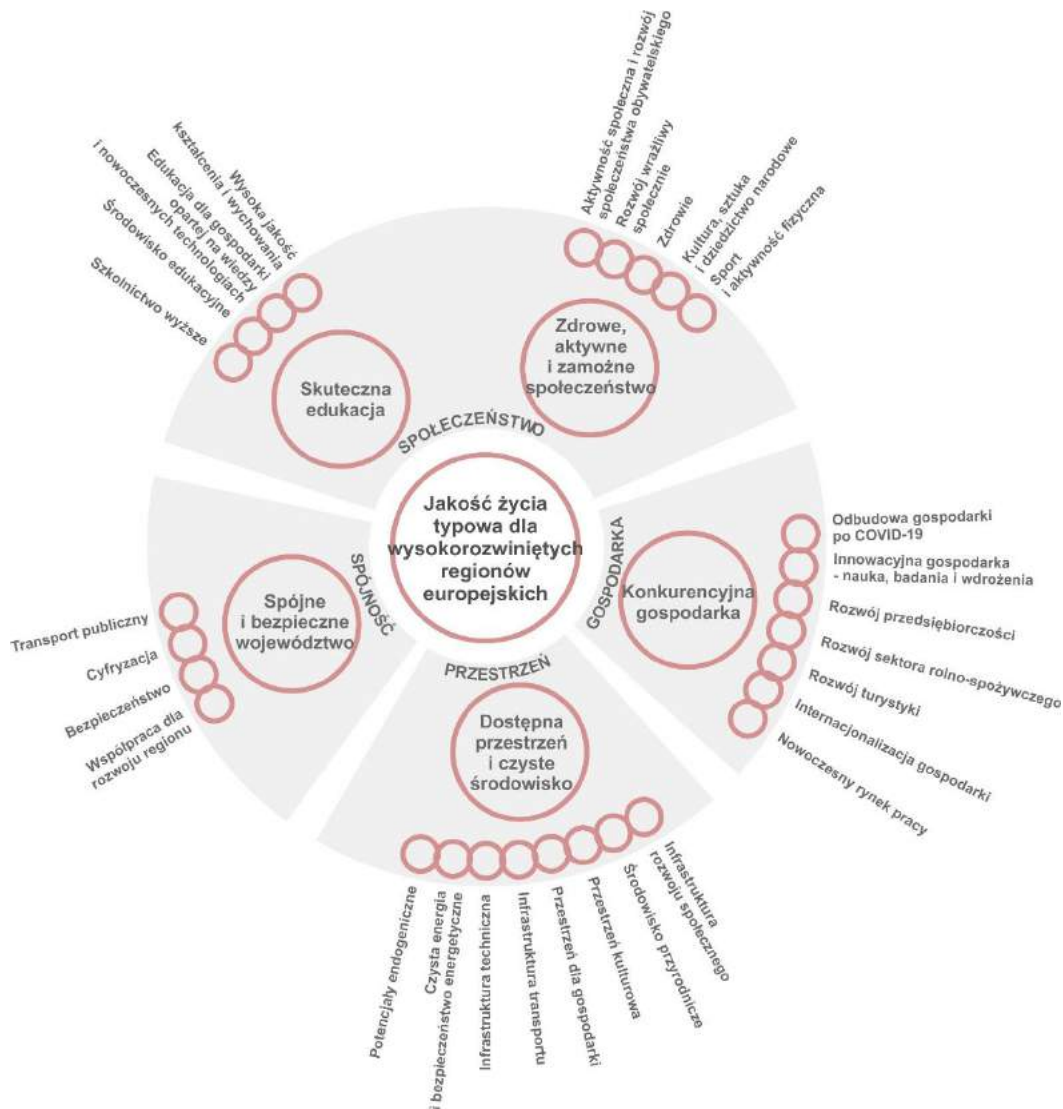 Aktywność społeczna i rozwój
społeczeństwa obywatelskiego
Rozwój wrażliwy
społecznie
Zdrowie
Kultura, sztuka
i dziedzictwo narodowe
Sport
i aktywność fizyczna
Wysoka jakość
kształcenia i wychowania
Edukacja dla gospodarki
opartej na wiedzy
i nowoczesnych technologiach
Środowisko edukacyjne
Szkolnictwo wyższe
Zdrowe,
aktywne
i zamożne
społeczeństwo
Skuteczna
edukacja
SPOŁECZEŃSTWO
Jakość życia
typowa dla
wysokorozwiniętych
regionów
europejskich
GOSPODARKA
Konkurencyjna
gospodarka
Odbudowa gospodarki
po COVID-19
Innowacyjna gospodarka
- nauka, badania i wdrożenia
Rozwój przedsiębiorczości
Rozwój sektora rolno-spożywczego
Rozwój turystyki
Internacjonalizacja gospodarki
Nowoczesny rynek pracy
SPÓJNOŚĆ
Spójne
i bezpieczne
województwo
Transport publiczny
Cyfryzacja
Bezpieczeństwo
Współpraca dla
rozwoju regionu
PRZESTRZEŃ
Dostępna
przestrzeń
i czyste
środowisko
Potencjały endogeniczne
Czysta energia
i bezpieczeństwo energetyczne
Infrastruktura techniczna
Infrastruktura transportu
Przestrzeń dla gospodarki
Przestrzeń kulturowa
Środowisko przyrodnicze
Infrastruktura
rozwoju społecznego